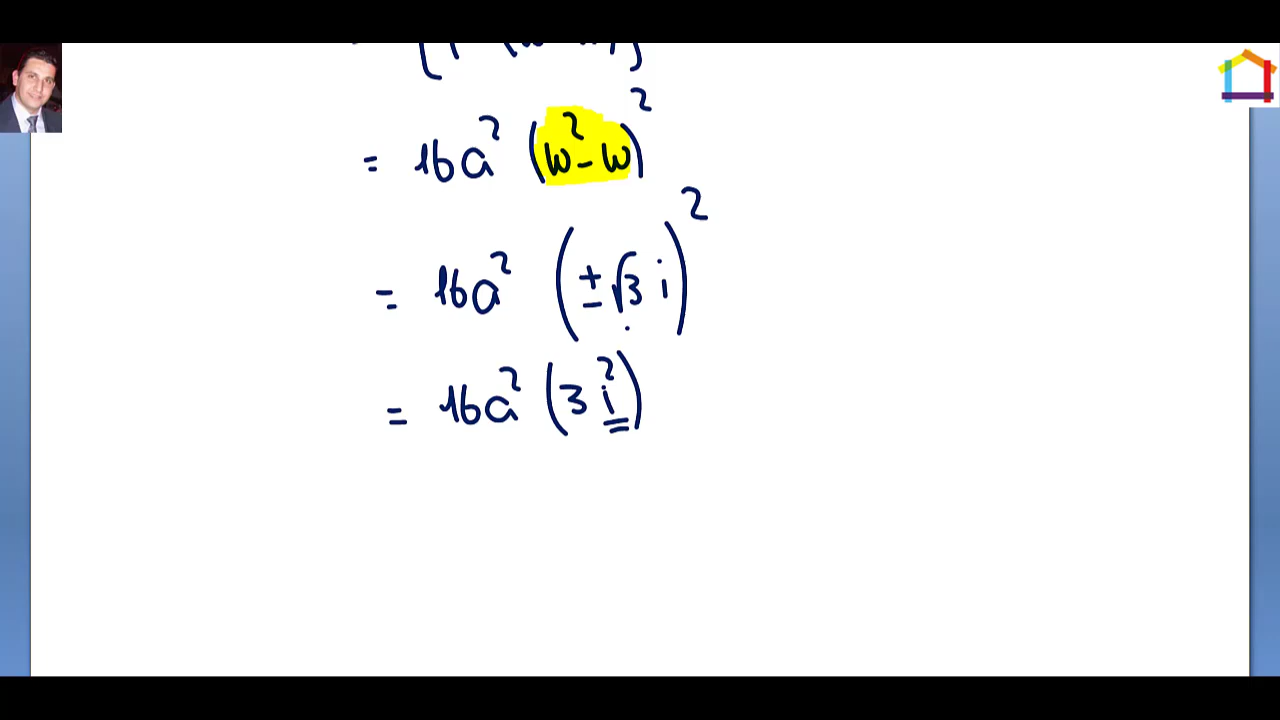 = 16a² (w² - w)²
= 16a² (± √3 i)²
= 16a² (3 i²)